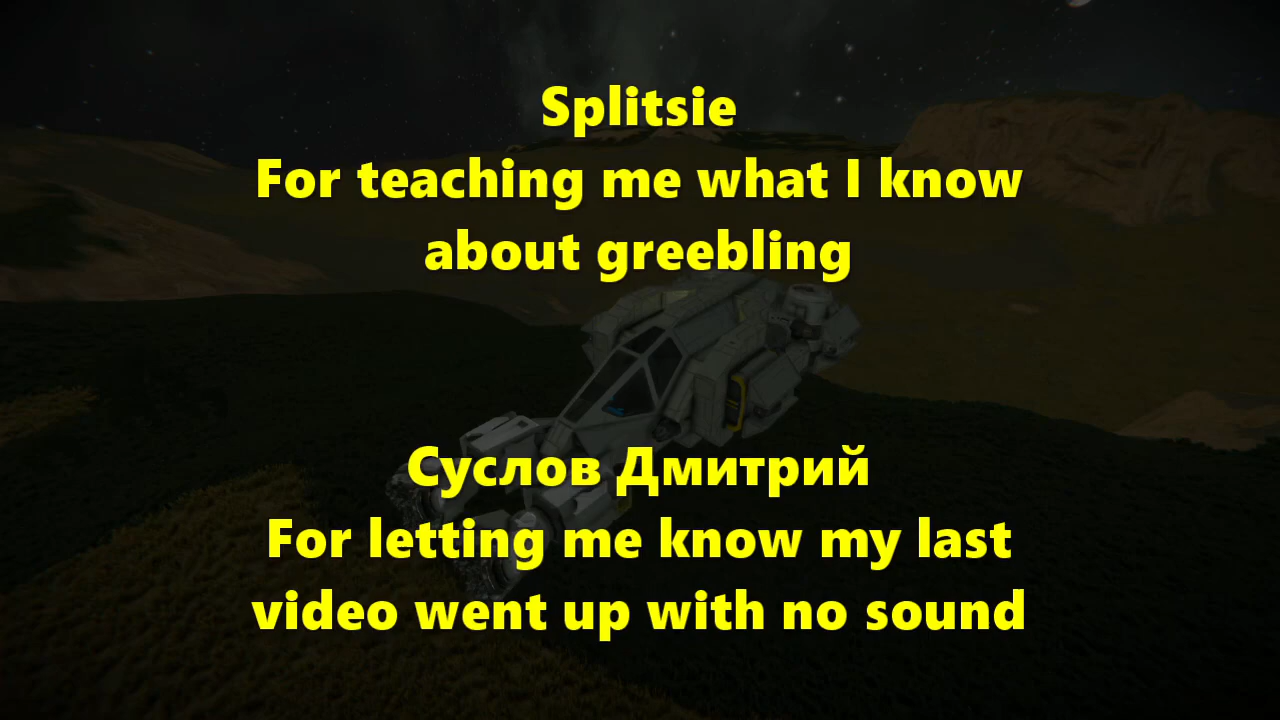 Splitsie
For teaching me what I know
about greebling
Суслов Дмитрий
For letting me know my last
video went up with no sound